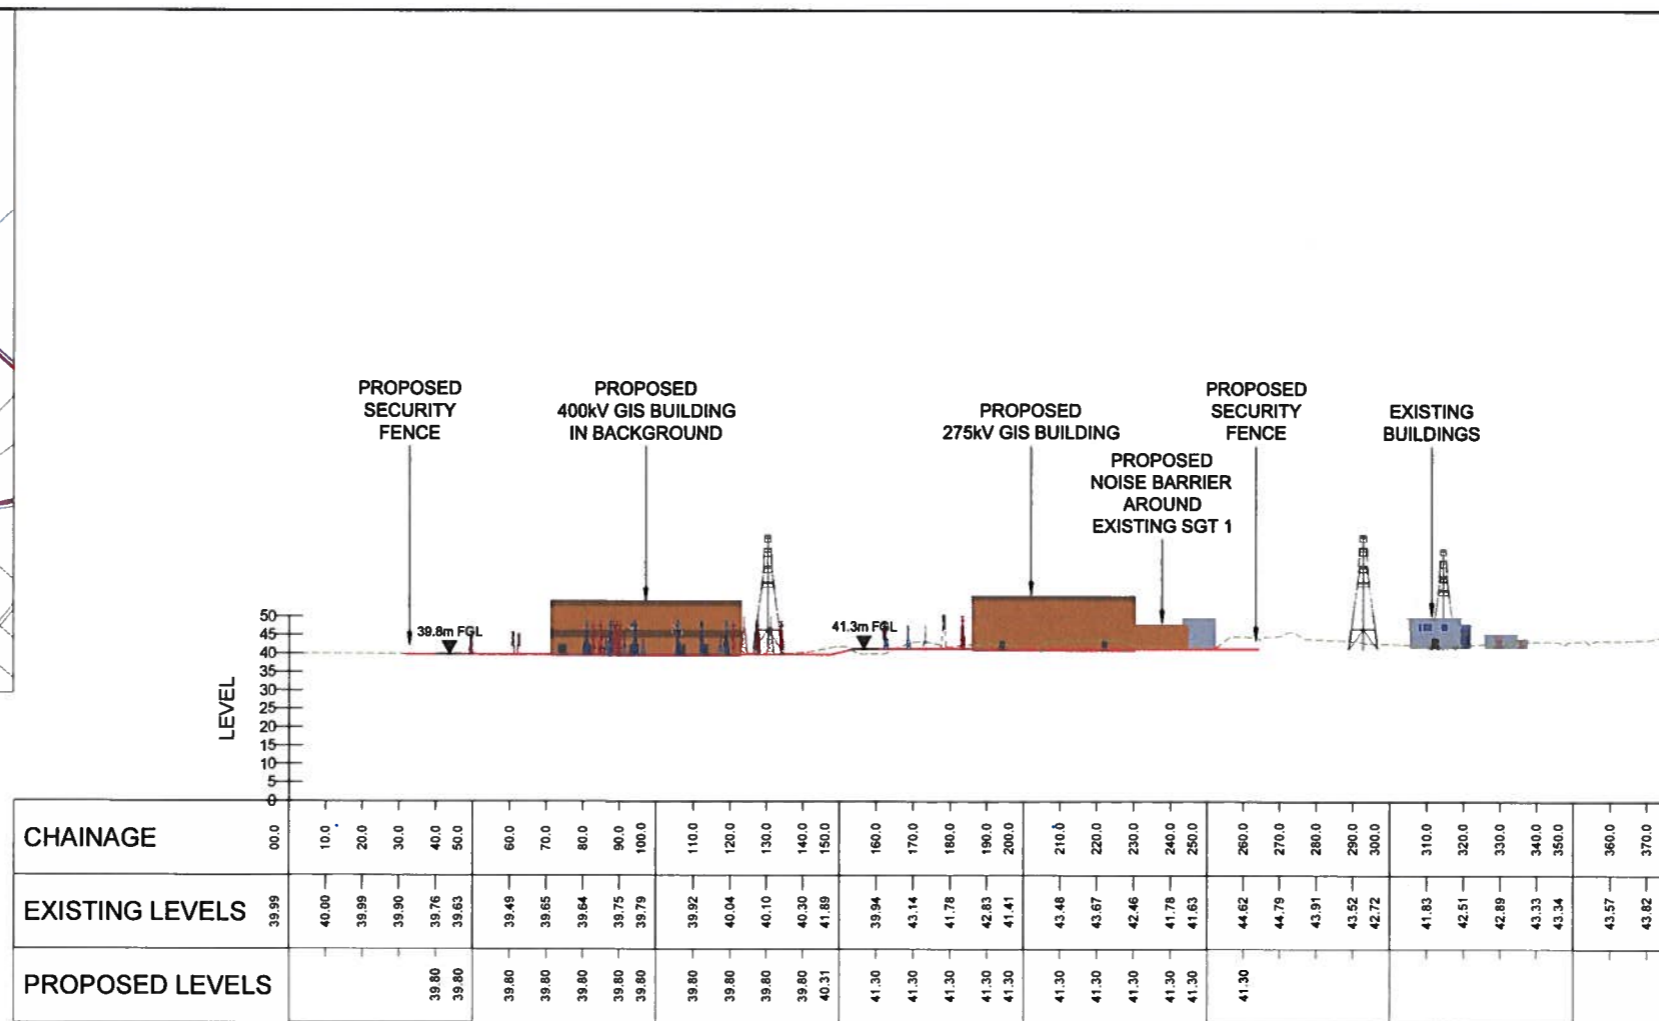 PROPOSED
SECURITY
FENCE
PROPOSED
400kV GIS BUILDING
IN BACKGROUND
PROPOSED
275kV GIS BUILDING
PROPOSED
NOISE BARRIER
AROUND
EXISTING SGT 1
PROPOSED
SECURITY
FENCE
EXISTING
BUILDINGS
39.8m FGL
41.3m FGL
LEVEL
50
45
40
35
30
25
20
15
10
5
0
CHAINAGE 00.0 10.0 20.0 30.0 40.0 50.0 60.0 70.0 80.0 90.0 100.0 110.0 120.0 130.0 140.0 150.0 160.0 170.0 180.0 190.0 200.0 210.0 220.0 230.0 240.0 250.0 260.0 270.0 280.0 290.0 300.0 310.0 320.0 330.0 340.0 350.0 360.0 370.0
EXISTING LEVELS 39.99 40.00 39.99 39.90 39.76 39.63 39.49 39.65 39.64 39.75 39.79 39.92 40.04 40.10 40.30 41.89 39.94 43.14 41.78 42.83 41.41 43.48 43.67 42.46 41.78 41.63 44.62 44.79 43.91 43.52 42.72 41.83 42.51 42.89 43.33 43.34 43.57 43.82
PROPOSED LEVELS 39.80 39.80 39.80 39.80 39.80 39.80 39.80 39.80 39.80 39.80 39.80 40.31 41.30 41.30 41.30 41.30 41.30 41.30 41.30 41.30 41.30 41.30 41.30